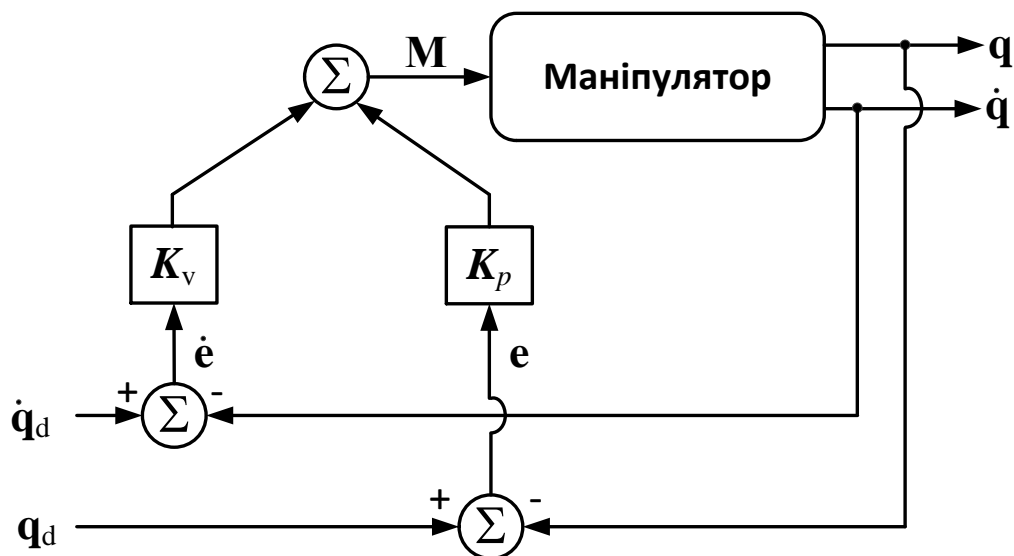 M
Маніпулятор
q
q̇
Σ
K_v
K_p
ė
e
q̇_d
+
Σ
-
q_d
+
Σ
-